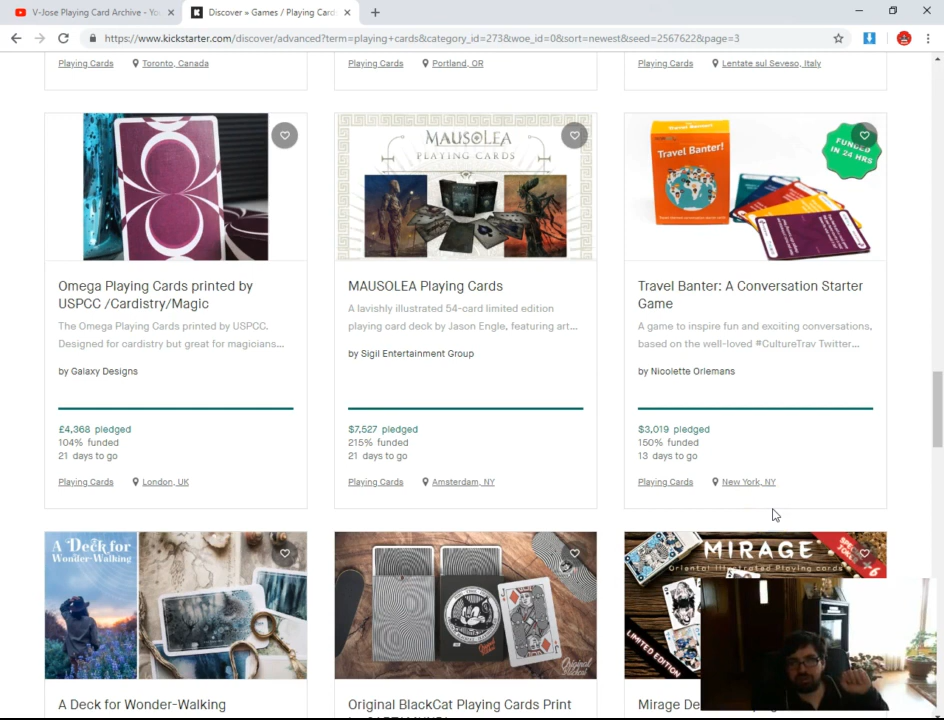 V-Jose Playing Card Archive - Yo
Discover » Games / Playing Card
https://www.kickstarter.com/discover/advanced?term=playing+cards&category_id=273&woe_id=0&sort=newest&seed=2567622&page=3
Playing Cards Toronto, Canada
Playing Cards Portland, OR
Playing Cards Lentate sul Seveso, Italy
Omega Playing Cards printed by
USPCC /Cardistry/Magic
The Omega Playing Cards printed by USPCC.
Designed for cardistry but great for magicians...
by Galaxy Designs
£4,368 pledged
104% funded
21 days to go
Playing Cards London, UK
MAUSOLEA
PLAYING CARDS
MAUSOLEA Playing Cards
A lavishly illustrated 54-card limited edition
playing card deck by Jason Engle, featuring art...
by Sigil Entertainment Group
$7,527 pledged
215% funded
21 days to go
Playing Cards Amsterdam, NY
Travel Banter!
Travel Banter!
FUNDED
IN 24 HRS
Travel Banter: A Conversation Starter
Game
A game to inspire fun and exciting conversations,
based on the well-loved #CultureTrav Twitter...
by Nicolette Orlemans
$3,019 pledged
150% funded
13 days to go
Playing Cards New York, NY
A Deck for
Wonder-Walking
A Deck for Wonder-Walking
Original
BlackCat
Original BlackCat Playing Cards Print
MIRAGE
Oriental Illustrated Playing cards
LIMITED EDITION
Mirage De